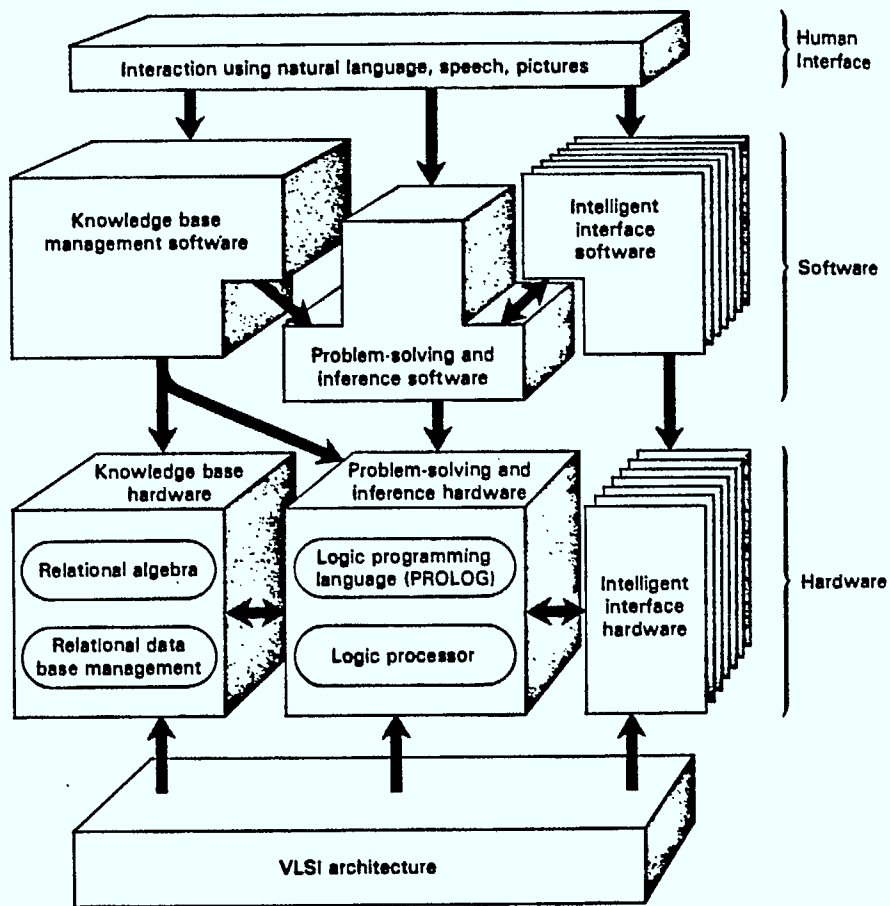 Human
Interface
Interaction using natural language, speech, pictures
Knowledge base
management software
Intelligent
interface
software
Software
Problem-solving and
inference software
Knowledge base
hardware
Problem-solving and
inference hardware
Relational algebra
Logic programming
language (PROLOG)
Intelligent
interface
hardware
Hardware
Relational data
base management
Logic processor
VLSI architecture